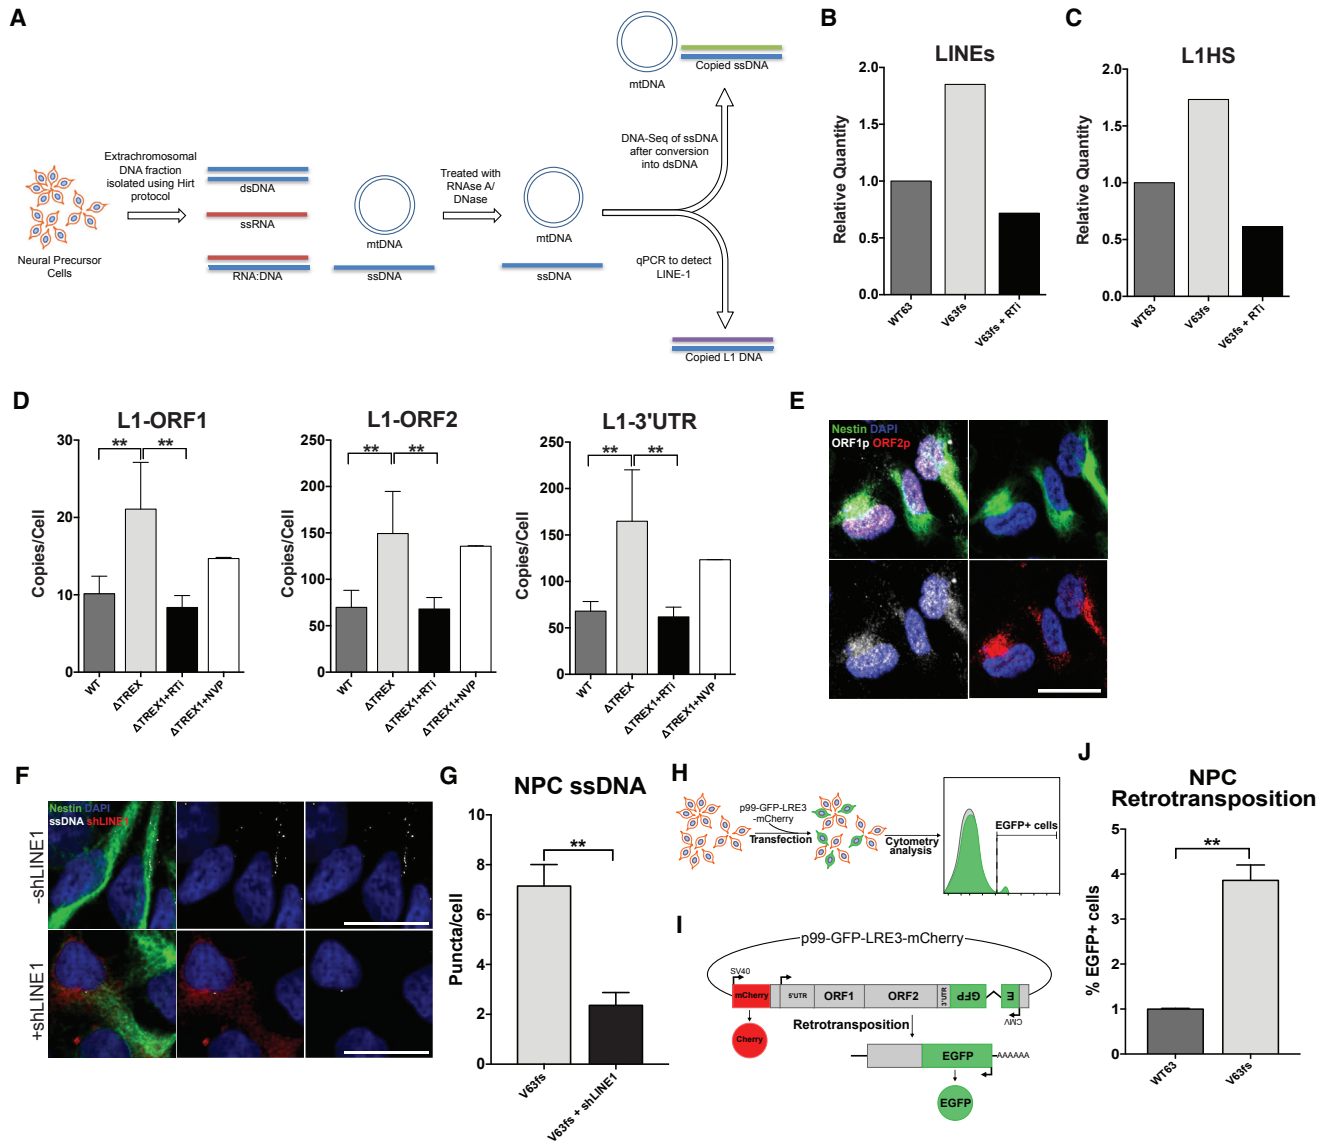 A
Neural Precursor
Cells
Extrachromosomal
DNA fraction
isolated using Hirt
protocol
dsDNA
ssRNA
RNA:DNA
mtDNA
ssDNA
Treated with
RNAse A/
DNase
mtDNA
ssDNA
mtDNA
Copied ssDNA
DNA-Seq of ssDNA
after conversion
into dsDNA
qPCR to detect
LINE-1
Copied L1 DNA
B
LINEs
Relative Quantity
2.0
1.5
1.0
0.5
0.0
WT63
V63fs
V63fs + RTi
C
L1HS
Relative Quantity
2.0
1.5
1.0
0.5
0.0
WT63
V63fs
V63fs + RTi
D
L1-ORF1
Copies/Cell
30
20
10
0
** **
WT
ΔTREX
ΔTREX1+RTi
ΔTREX1+NVP
L1-ORF2
Copies/Cell
250
200
150
100
50
0
** **
WT
ΔTREX
ΔTREX1+RTi
ΔTREX1+NVP
L1-3'UTR
Copies/Cell
250
200
150
100
50
0
** **
WT
ΔTREX
ΔTREX1+RTi
ΔTREX1+NVP
E
Nestin DAPI
ORF1p ORF2p
F
Nestin DAPI
ssDNA shLINE1
-shLINE1
+shLINE1
G
NPC ssDNA
Puncta/cell
10
8
6
4
2
0
**
V63fs
V63fs + shLINE1
H
p99-GFP-LRE3
-mCherry
Transfection
Cytometry
analysis
EGFP+ cells
I
p99-GFP-LRE3-mCherry
SV40
mCherry
5'UTR
ORF1
ORF2
3'UTR
GFP
E
CMV
Cherry
Retrotransposition
EGFP
AAAAAA
EGFP
J
NPC
Retrotransposition
% EGFP+ cells
5
4
3
2
1
0
**
WT63
V63fs